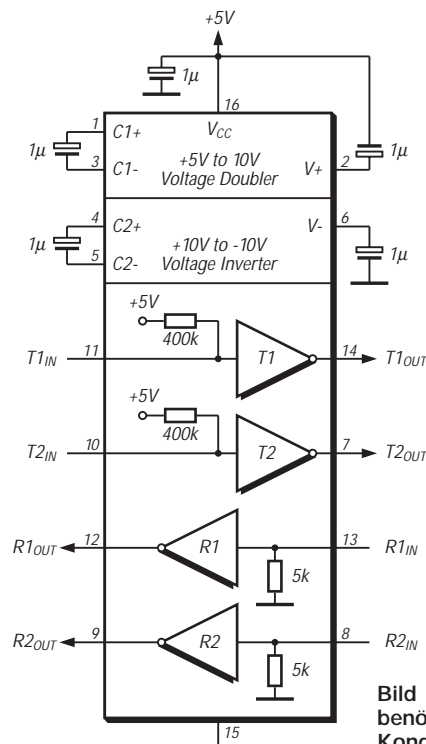 +5V
1µ
16
1
C1+
VCC
1µ
1µ
3
C1-
+5V to 10V
Voltage Doubler
V+
2
4
C2+
V-
6
1µ
5
C2-
+10V to -10V
Voltage Inverter
1µ
+5V
400k
T1IN
11
T1
14
T1OUT
+5V
400k
T2IN
10
T2
7
T2OUT
R1OUT
12
R1
13
R1IN
5k
R2OUT
9
R2
8
R2IN
5k
15
Bild
benö
Kond